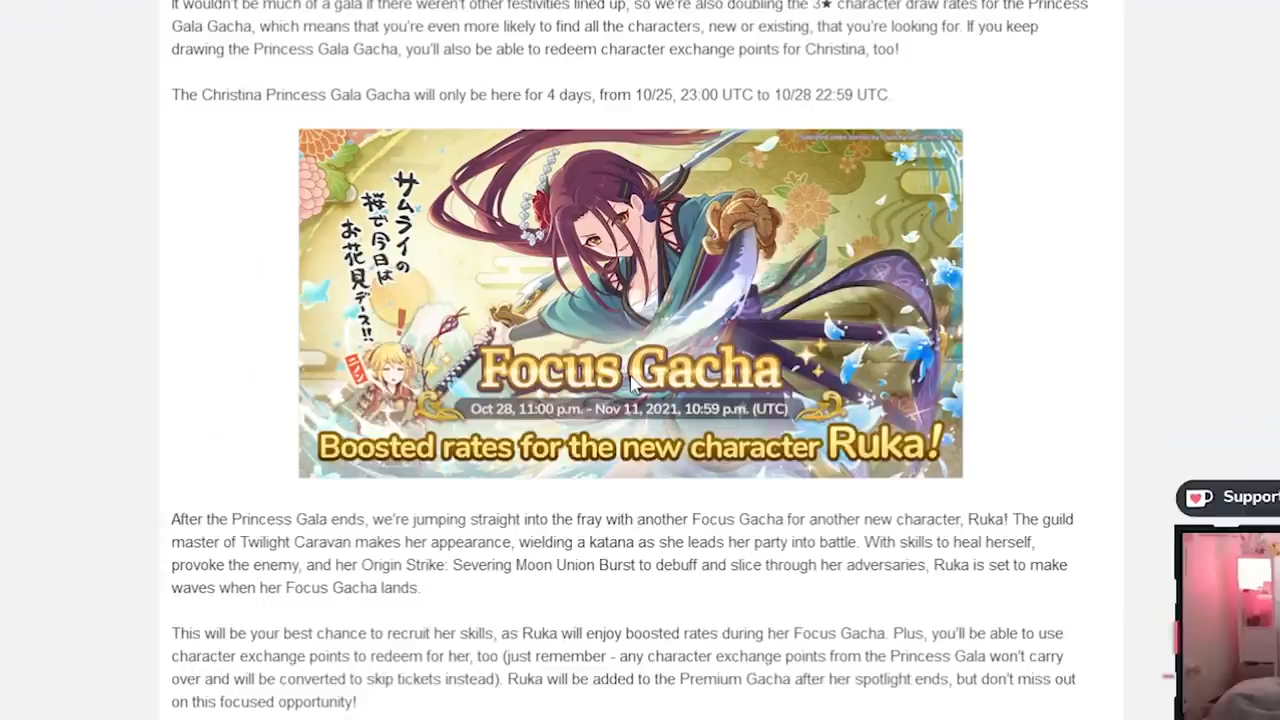 It wouldn't be much of a gala if there weren't other festivities lined up, so we're also doubling the 3★ character draw rates for the Princess
Gala Gacha, which means that you're even more likely to find all the characters, new or existing, that you're looking for. If you keep
drawing the Princess Gala Gacha, you'll also be able to redeem character exchange points for Christina, too!
The Christina Princess Gala Gacha will only be here for 4 days, from 10/25, 23:00 UTC to 10/28 22:59 UTC.
サムライの
桜で今日は
お花見デース!!
Focus Gacha
Oct 28, 11:00 p.m. - Nov 11, 2021, 10:59 p.m. (UTC)
Boosted rates for the new character Ruka!
After the Princess Gala ends, we're jumping straight into the fray with another Focus Gacha for another new character, Ruka! The guild
master of Twilight Caravan makes her appearance, wielding a katana as she leads her party into battle. With skills to heal herself,
provoke the enemy, and her Origin Strike: Severing Moon Union Burst to debuff and slice through her adversaries, Ruka is set to make
waves when her Focus Gacha lands.
This will be your best chance to recruit her skills, as Ruka will enjoy boosted rates during her Focus Gacha. Plus, you'll be able to use
character exchange points to redeem for her, too (just remember - any character exchange points from the Princess Gala won't carry
over and will be converted to skip tickets instead). Ruka will be added to the Premium Gacha after her spotlight ends, but don't miss out
on this focused opportunity!
Support